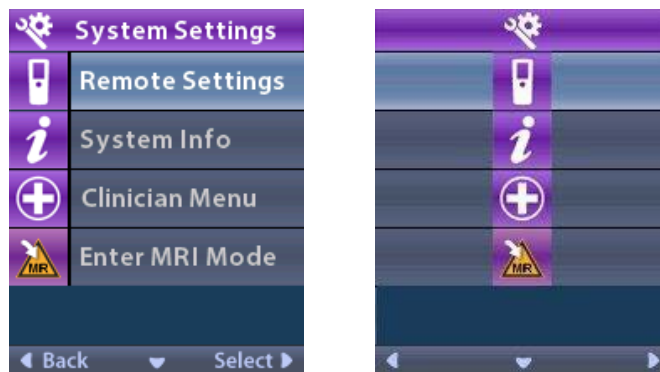 System Settings
Remote Settings
i
System Info
i
Clinician Menu
Enter MRI Mode
MR
MR
Back
Select